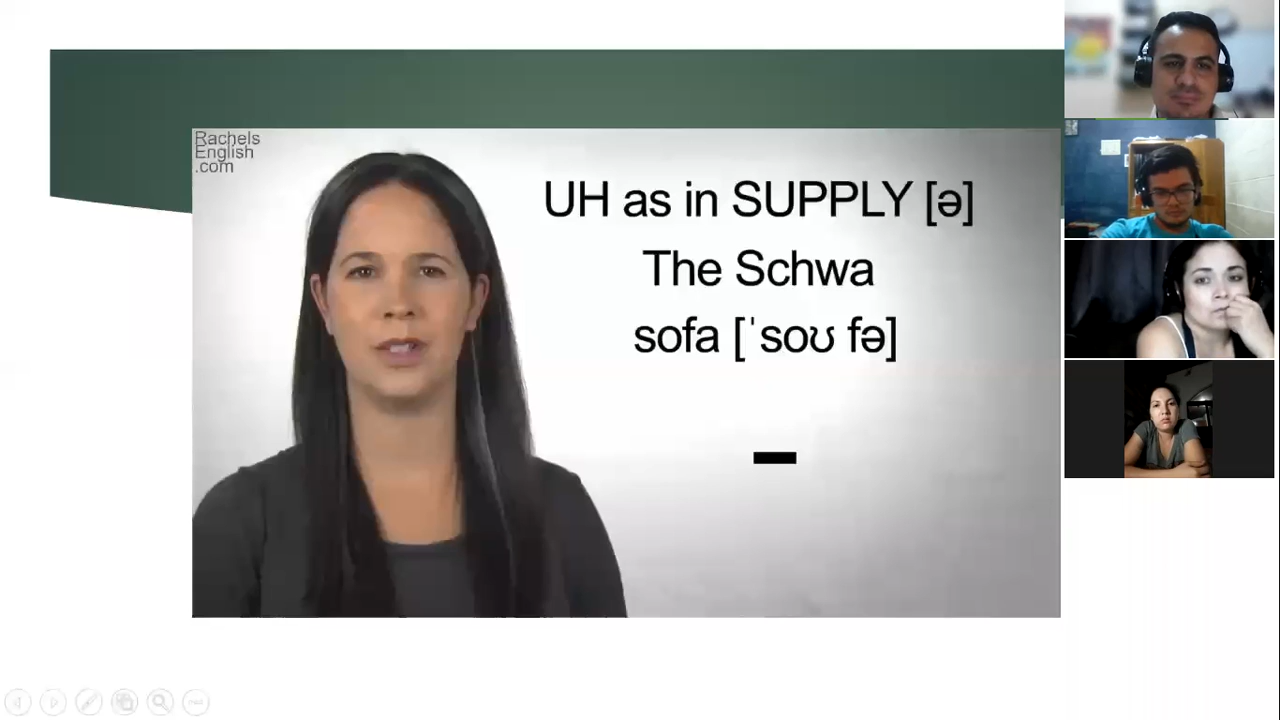 Rachels
English
.com
UH as in SUPPLY [ə]
The Schwa
sofa [ˈsoʊ fə]